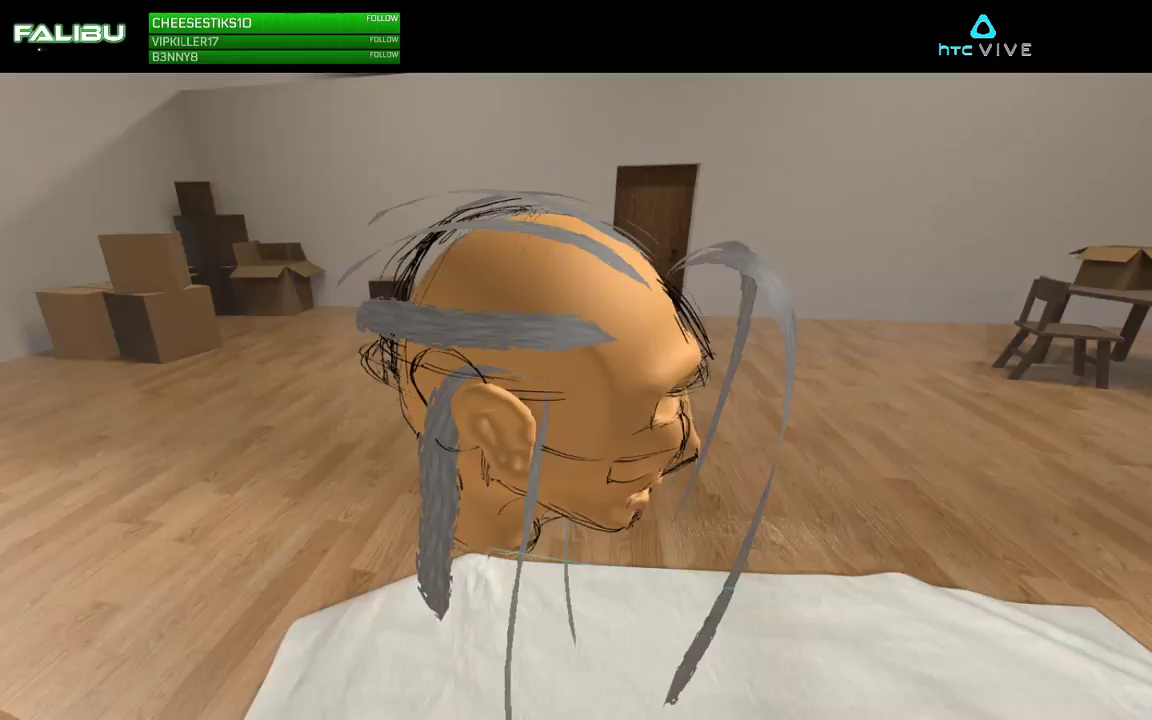 FALIBU
CHEESESTIKS10 FOLLOW
VIPKILLER17 FOLLOW
B3NNY8 FOLLOW
htc VIVE